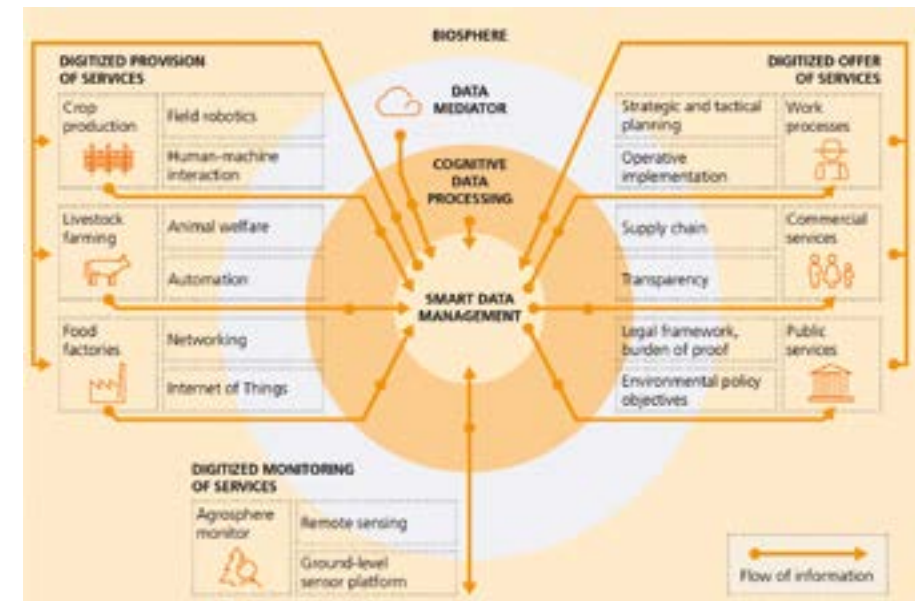 BIOSPHERE
DIGITIZED PROVISION
OF SERVICES
Crop
production
Field robotics
Human-machine
interaction
Livestock
farming
Animal welfare
Automation
Food
factories
Networking
Internet of Things
DATA
MEDIATOR
COGNITIVE
DATA
PROCESSING
SMART DATA
MANAGEMENT
DIGITIZED OFFER
OF SERVICES
Strategic and tactical
planning
Operative
implementation
Work
processes
Supply chain
Transparency
Commercial
services
Legal framework,
burden of proof
Environmental policy
objectives
Public
services
DIGITIZED MONITORING
OF SERVICES
Agrosphere
monitor
Remote sensing
Ground-level
sensor platform
Flow of information